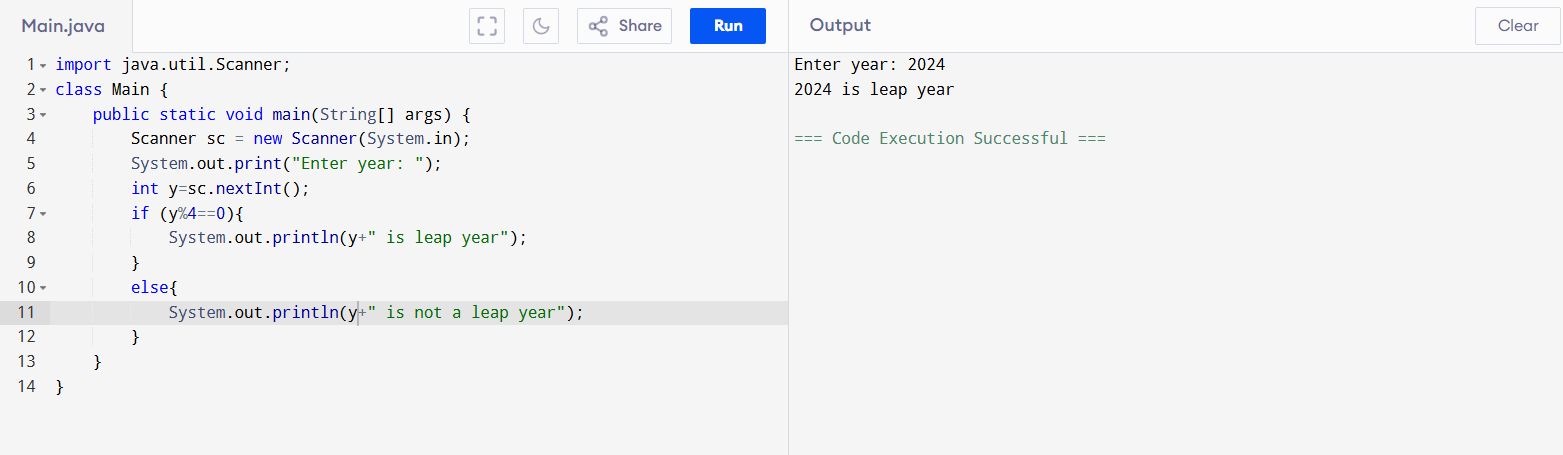 Main.java
Share
Run
Output
Clear
1 import java.util.Scanner;
2 class Main {
3     public static void main(String[] args) {
4         Scanner sc = new Scanner(System.in);
5         System.out.print("Enter year: ");
6         int y=sc.nextInt();
7         if (y%4==0){
8             System.out.println(y+" is leap year");
9         }
10         else{
11             System.out.println(y+" is not a leap year");
12         }
13     }
14 }
Enter year: 2024
2024 is leap year
=== Code Execution Successful ===